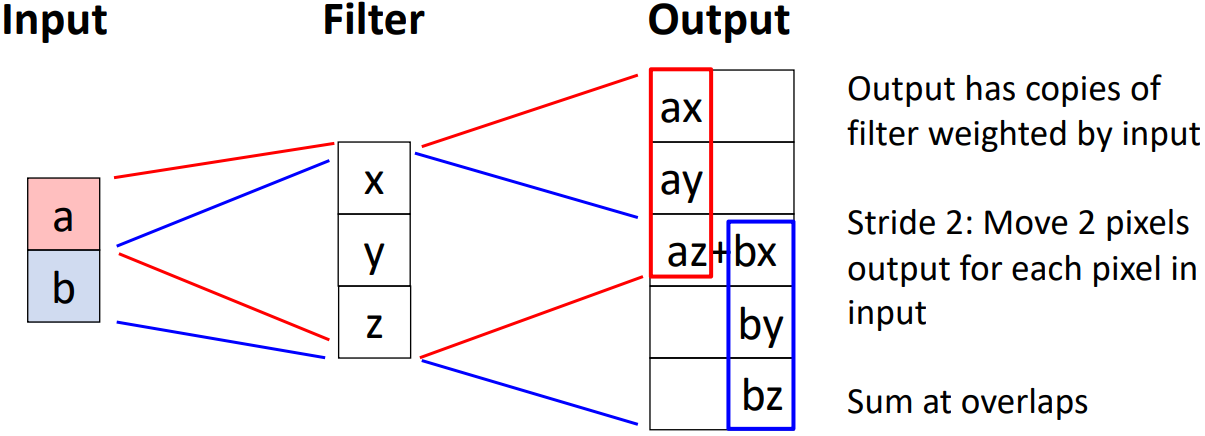 Input
Filter
Output
a
b
x
y
z
ax
ay
az+bx
by
bz
Output has copies of
filter weighted by input
Stride 2: Move 2 pixels
output for each pixel in
input
Sum at overlaps